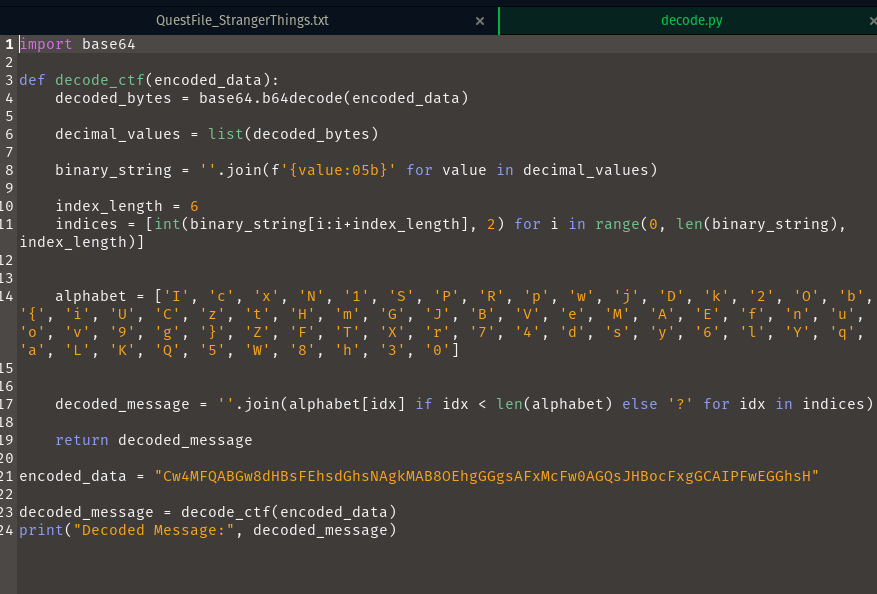 QuestFile_StrangerThings.txt × decode.py ×
1 import base64
2
3 def decode_ctf(encoded_data):
4     decoded_bytes = base64.b64decode(encoded_data)
5
6     decimal_values = list(decoded_bytes)
7
8     binary_string = ''.join(f'{value:05b}' for value in decimal_values)
9
10     index_length = 6
11     indices = [int(binary_string[i:i+index_length], 2) for i in range(0, len(binary_string),
index_length)]
12
13
14     alphabet = ['I', 'c', 'x', 'N', '1', 'S', 'P', 'R', 'p', 'w', 'j', 'D', 'k', '2', 'O', 'b',
'{', 'i', 'U', 'C', 'z', 't', 'H', 'm', 'G', 'J', 'B', 'V', 'e', 'M', 'A', 'E', 'f', 'n', 'u',
'o', 'v', '9', 'g', '}', 'Z', 'F', 'T', 'X', 'r', '7', '4', 'd', 's', 'y', '6', 'l', 'Y', 'q',
'a', 'L', 'K', 'Q', '5', 'W', '8', 'h', '3', '0']
15
16
17     decoded_message = ''.join(alphabet[idx] if idx < len(alphabet) else '?' for idx in indices)
18
19     return decoded_message
20
21 encoded_data = "Cw4MFQABGw8dHBsFEhsdGhsNAgkMAB8OEhgGGgsAFxMcFw0AGQsJHBocFxgGCAIPFwEGGhsH"
22
23 decoded_message = decode_ctf(encoded_data)
24 print("Decoded Message:", decoded_message)